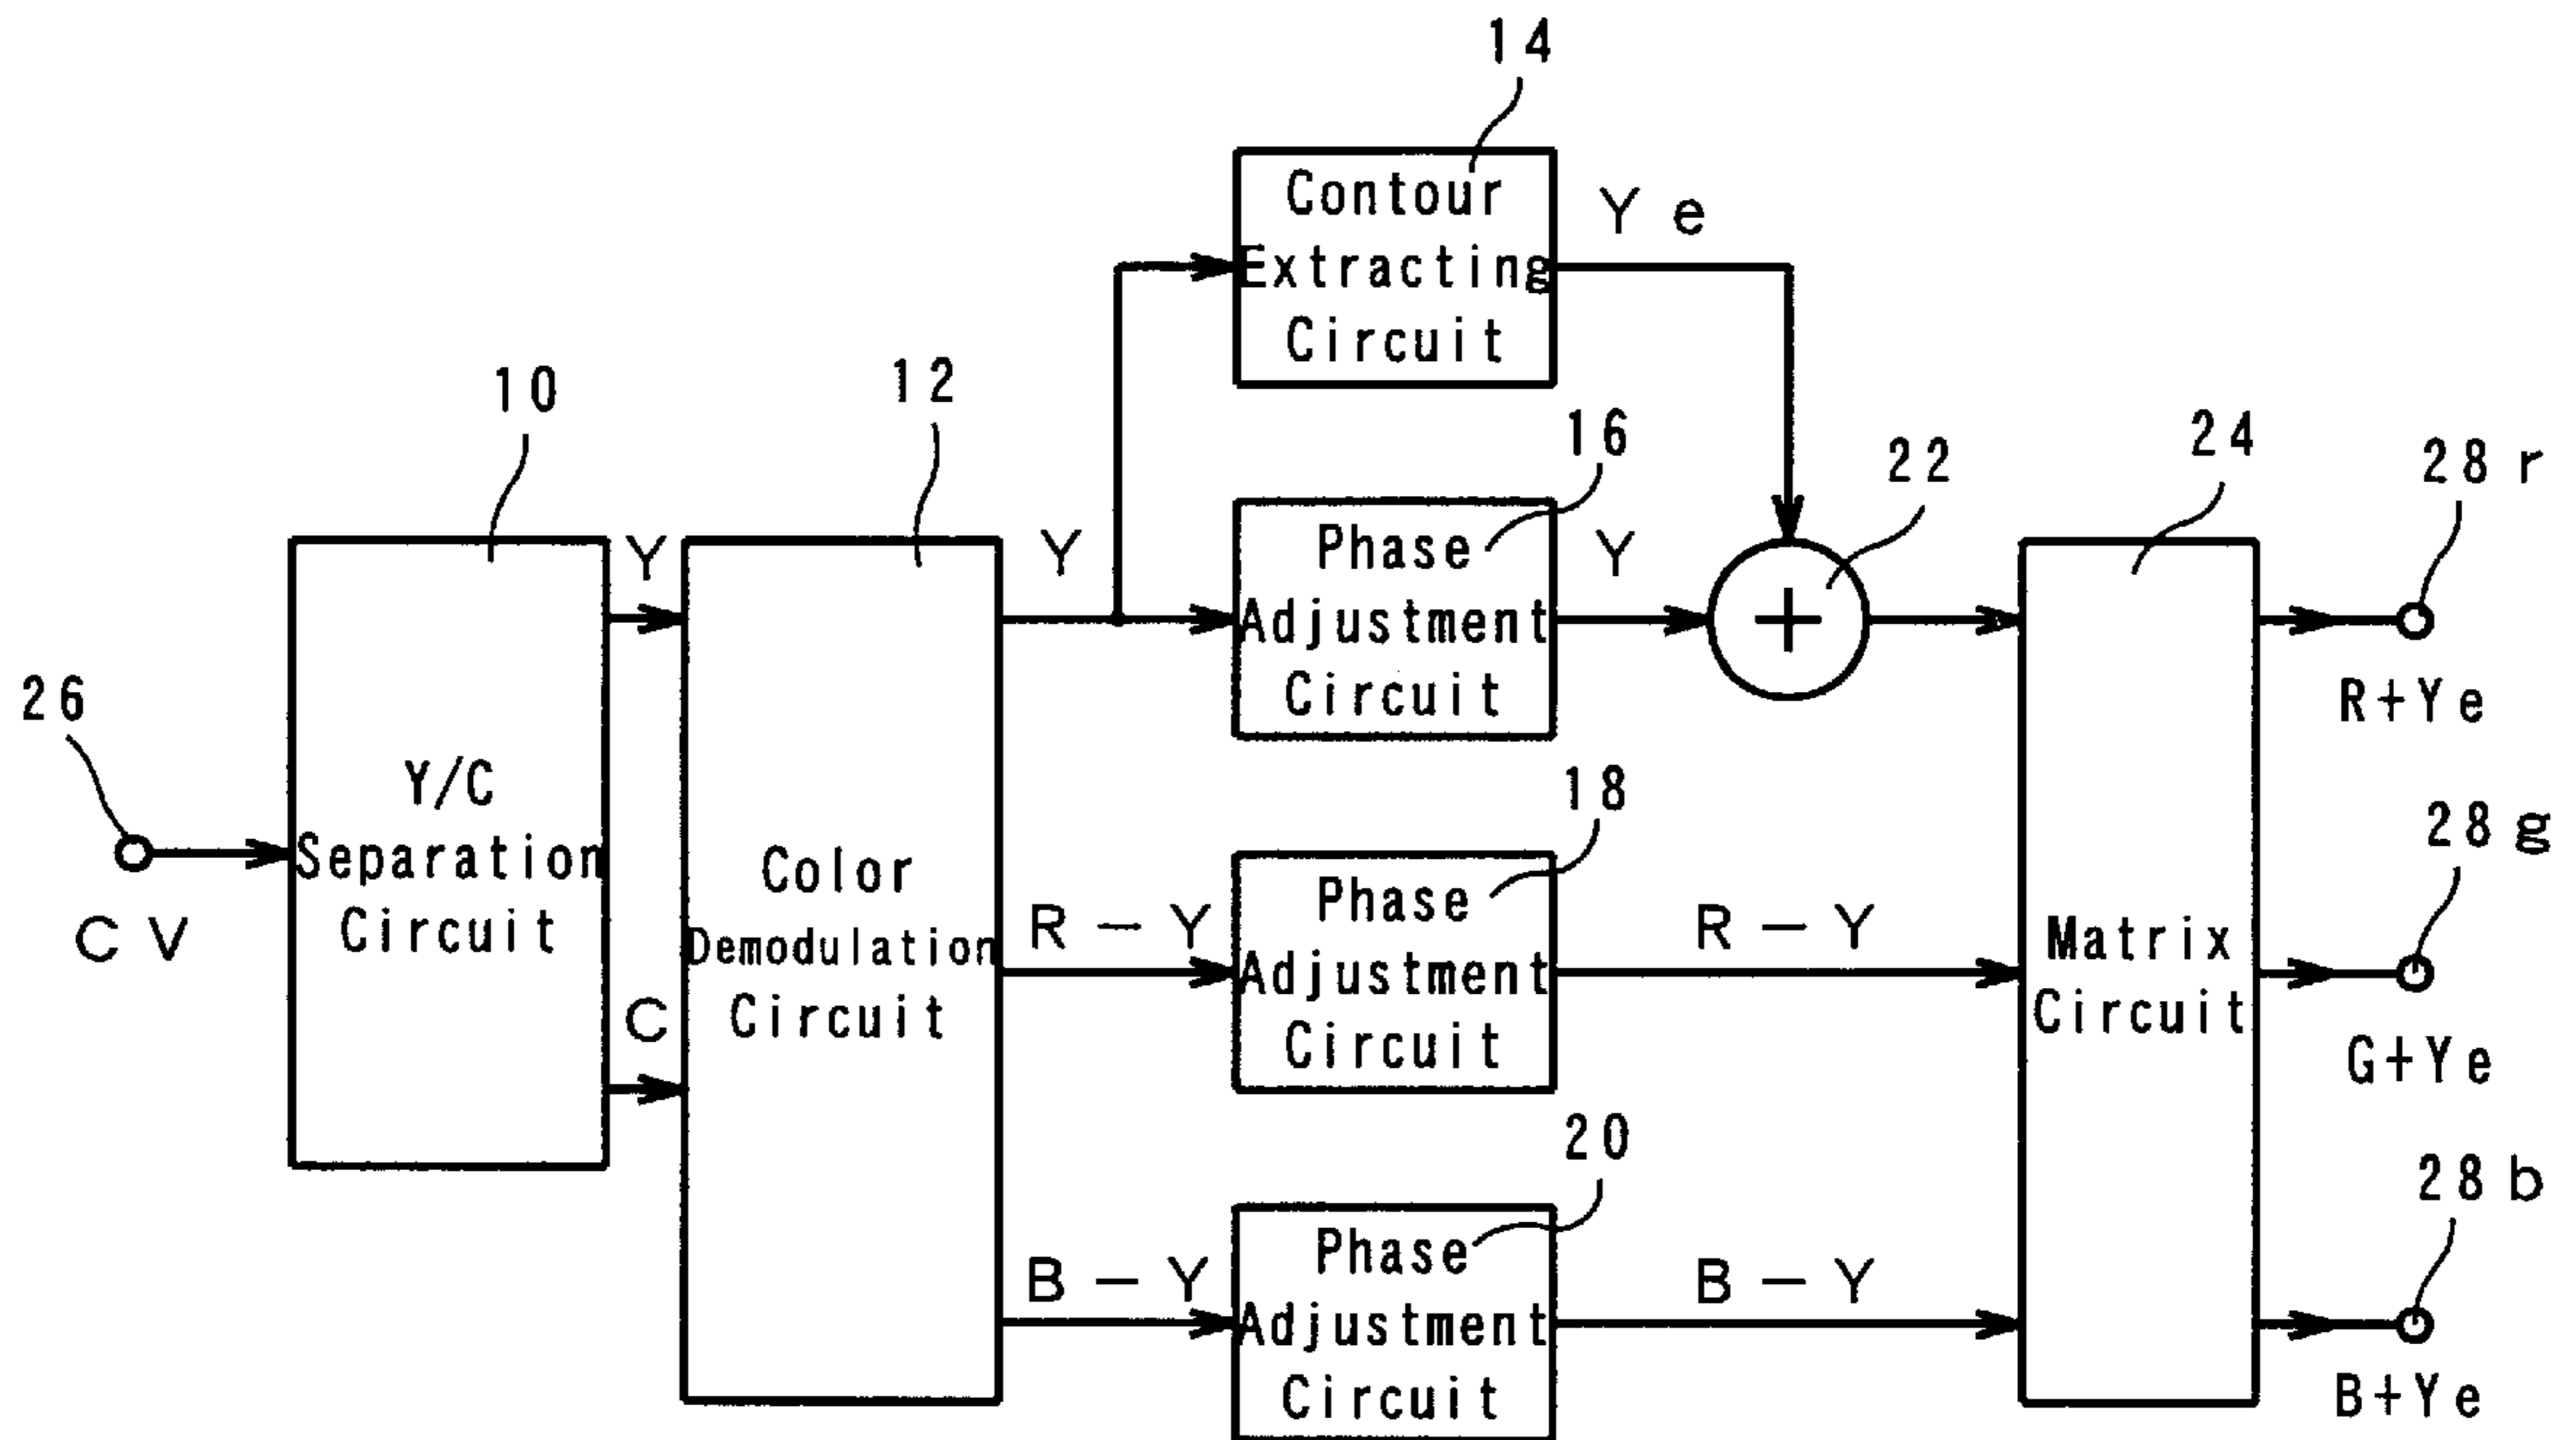 14
Contour
Extracting
Circuit
Y e
10
12
16
22
24
28 r
Y
Y
Phase
Adjustment
Circuit
Y
+
R+Ye
26
C V
Y/C
Separation
Circuit
C
Color
Demodulation
Circuit
18
R - Y
Phase
Adjustment
Circuit
R - Y
Matrix
Circuit
28 g
G+Ye
20
B - Y
Phase
Adjustment
Circuit
B - Y
28 b
B+Ye